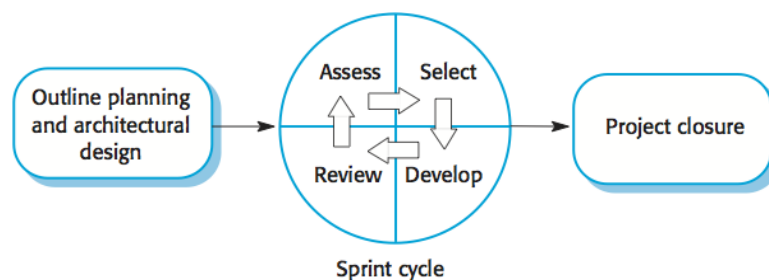 Outline planning
and architectural
design
Assess
Select
Review
Develop
Sprint cycle
Project closure